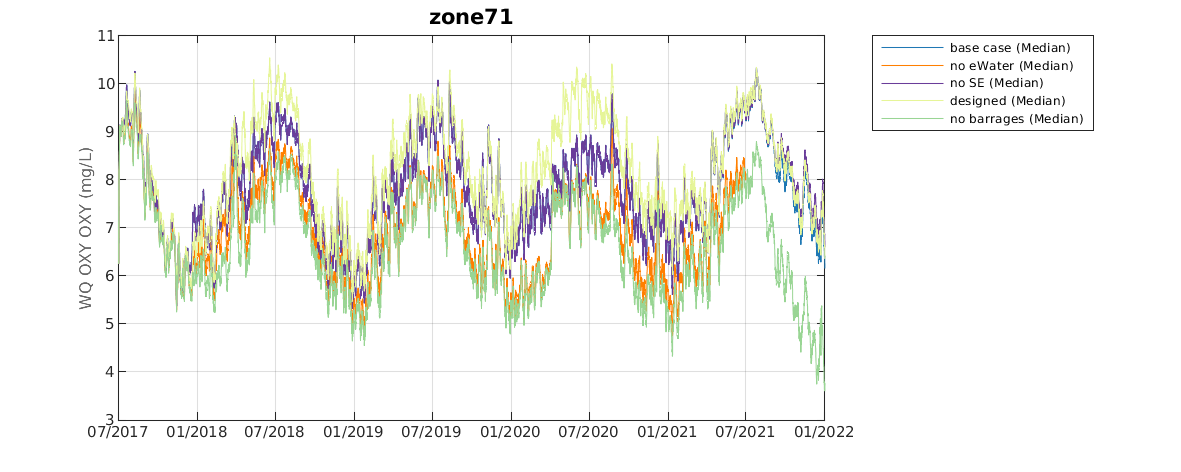 zone71
WQ OXY OXY (mg/L)
11
10
9
8
7
6
5
4
3
07/2017 01/2018 07/2018 01/2019 07/2019 01/2020 07/2020 01/2021 07/2021 01/2022
base case (Median)
no eWater (Median)
no SE (Median)
designed (Median)
no barrages (Median)